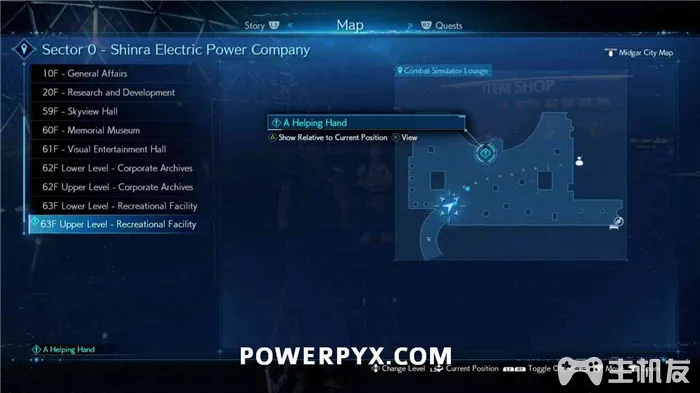 Story L2
Map
R2 Quests
Sector 0 - Shinra Electric Power Company
Midgar City Map
10F - General Affairs
20F - Research and Development
59F - Skyview Hall
60F - Memorial Museum
61F - Visual Entertainment Hall
62F Lower Level - Corporate Archives
62F Upper Level - Corporate Archives
63F Lower Level - Recreational Facility
63F Upper Level - Recreational Facility
Combat Simulator Lounge
ITEM SHOP
A Helping Hand
Show Relative to Current Position View
A Helping Hand
POWERPYX.COM
Change Level Current Position Toggle
主机友